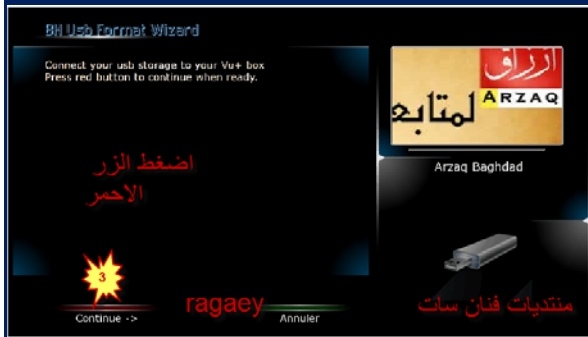 BH Usb Format Wizard
Connect your usb storage to your Vu+ box
Press red button to continue when ready.
ارزاق
ARZAQ
لمتابع
Arzaq Baghdad
اضغط الزر
الاحمر
3
Continue ->
ragaey
Annuler
منتديات فنان سات